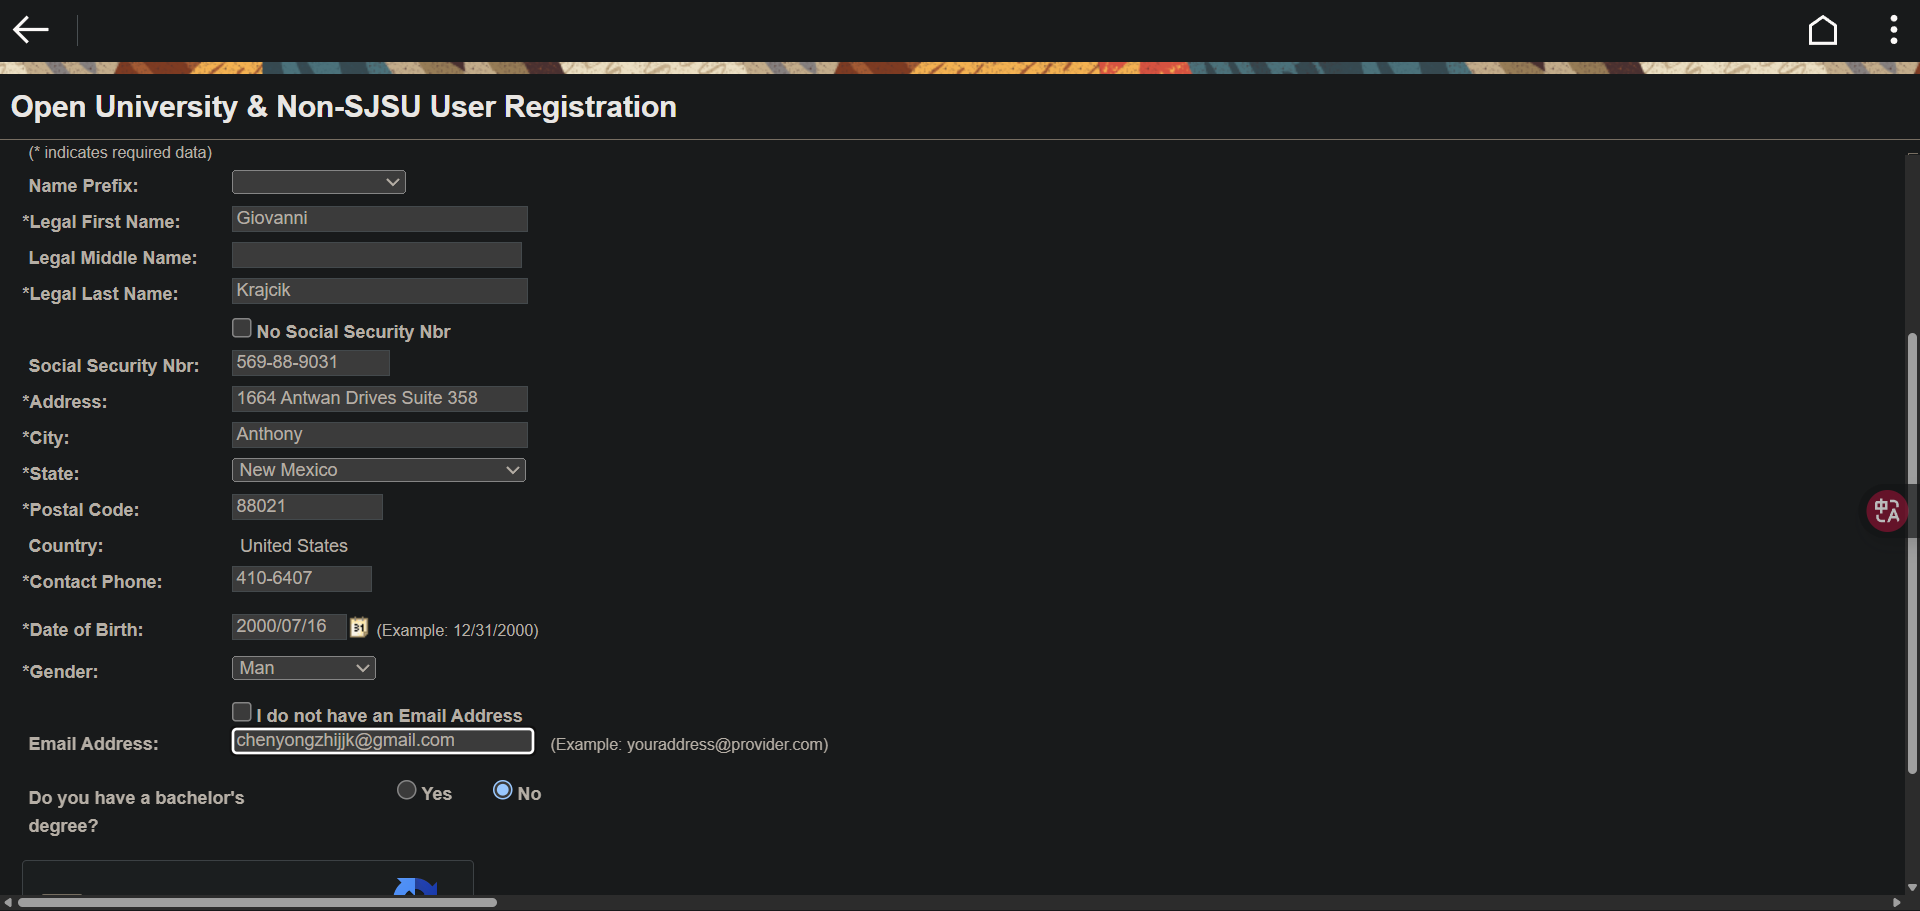 Open University & Non-SJSU User Registration
(* indicates required data)
Name Prefix:
*Legal First Name: Giovanni
Legal Middle Name:
*Legal Last Name: Krajcik
No Social Security Nbr
Social Security Nbr: 569-88-9031
*Address: 1664 Antwan Drives Suite 358
*City: Anthony
*State: New Mexico
*Postal Code: 88021
Country: United States
*Contact Phone: 410-6407
*Date of Birth: 2000/07/16 31 (Example: 12/31/2000)
*Gender: Man
I do not have an Email Address
Email Address: chenyongzhijjk@gmail.com (Example: youraddress@provider.com)
Do you have a bachelor's Yes No
degree?
中A